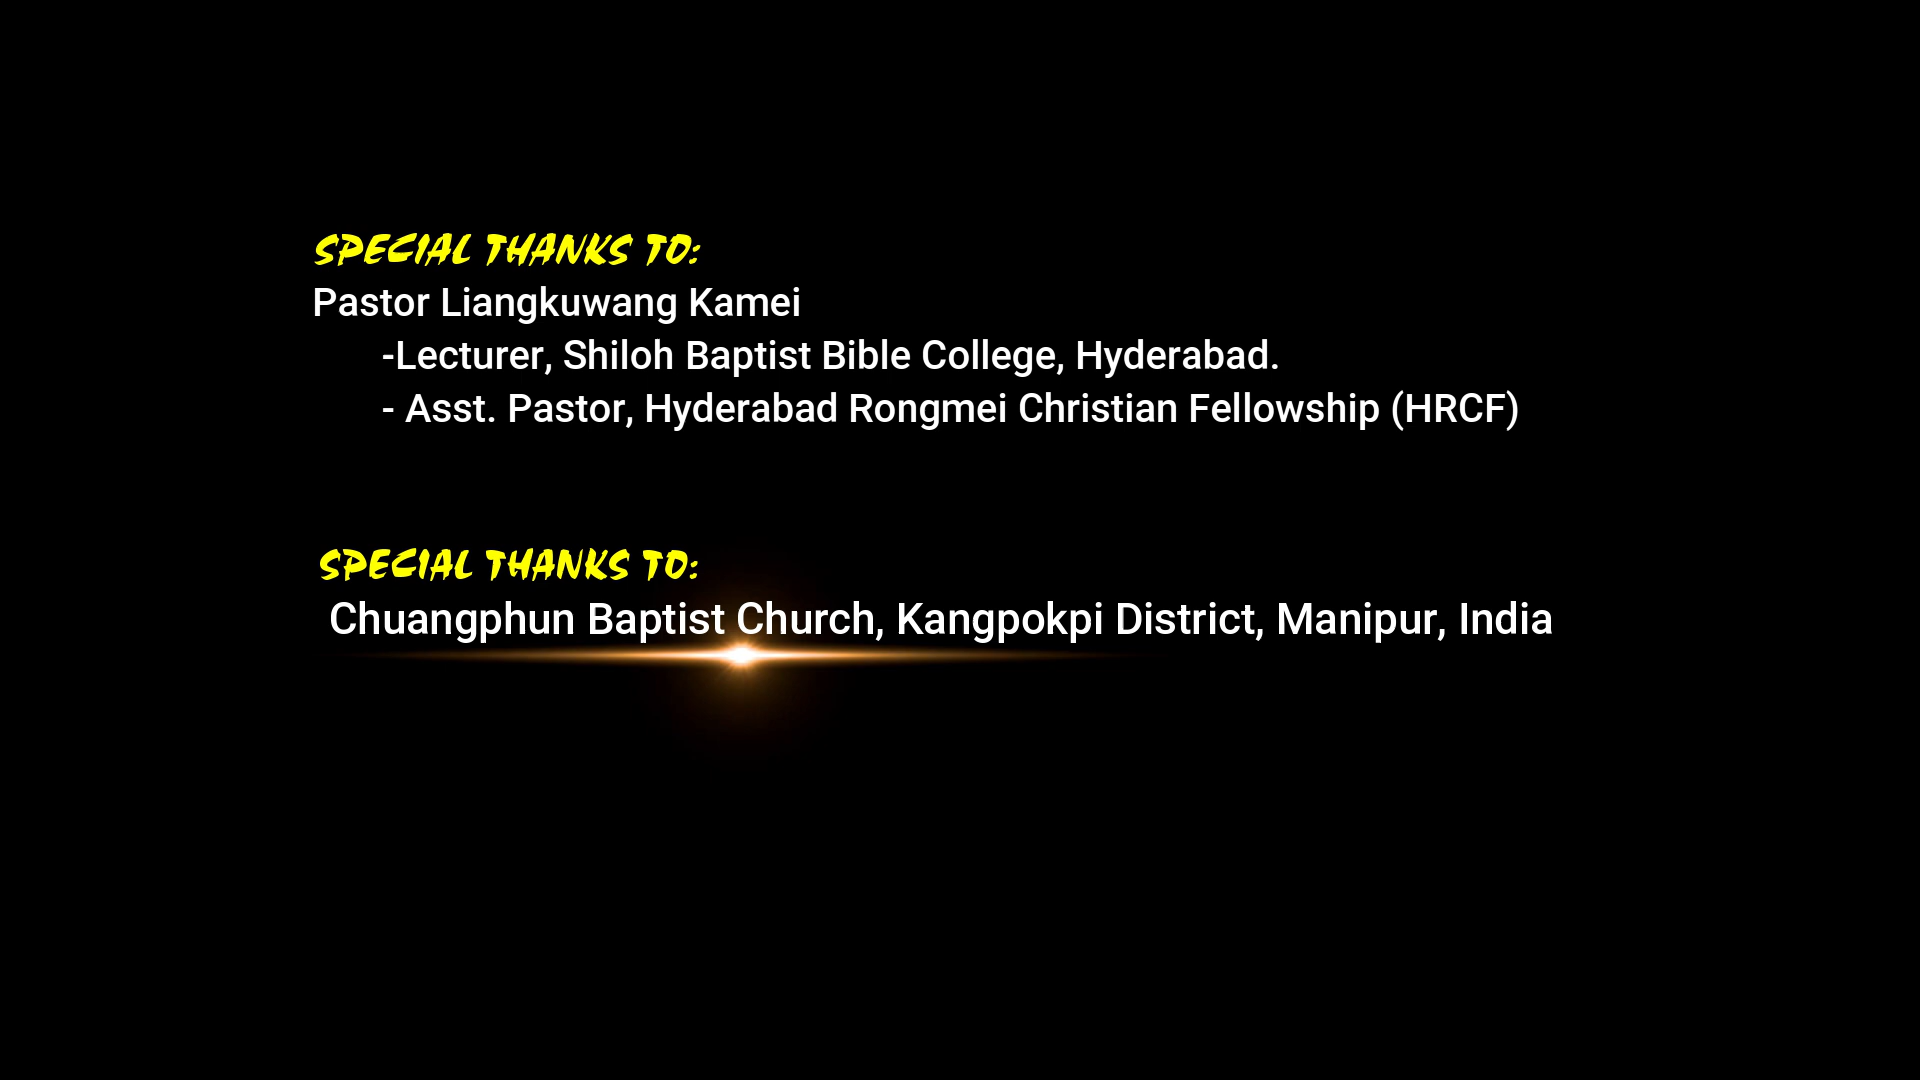 SPECIAL THANKS TO:
Pastor Liangkuwang Kamei
-Lecturer, Shiloh Baptist Bible College, Hyderabad.
- Asst. Pastor, Hyderabad Rongmei Christian Fellowship (HRCF)
SPECIAL THANKS TO:
Chuangphun Baptist Church, Kangpokpi District, Manipur, India